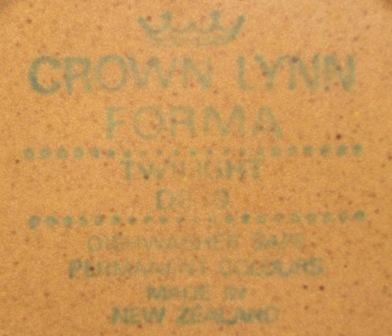 CROWN LYNN
FORMA
TWILIGHT
DISHWASHER SAFE
PERMANENT COLOURS
MADE IN
NEW ZEALAND